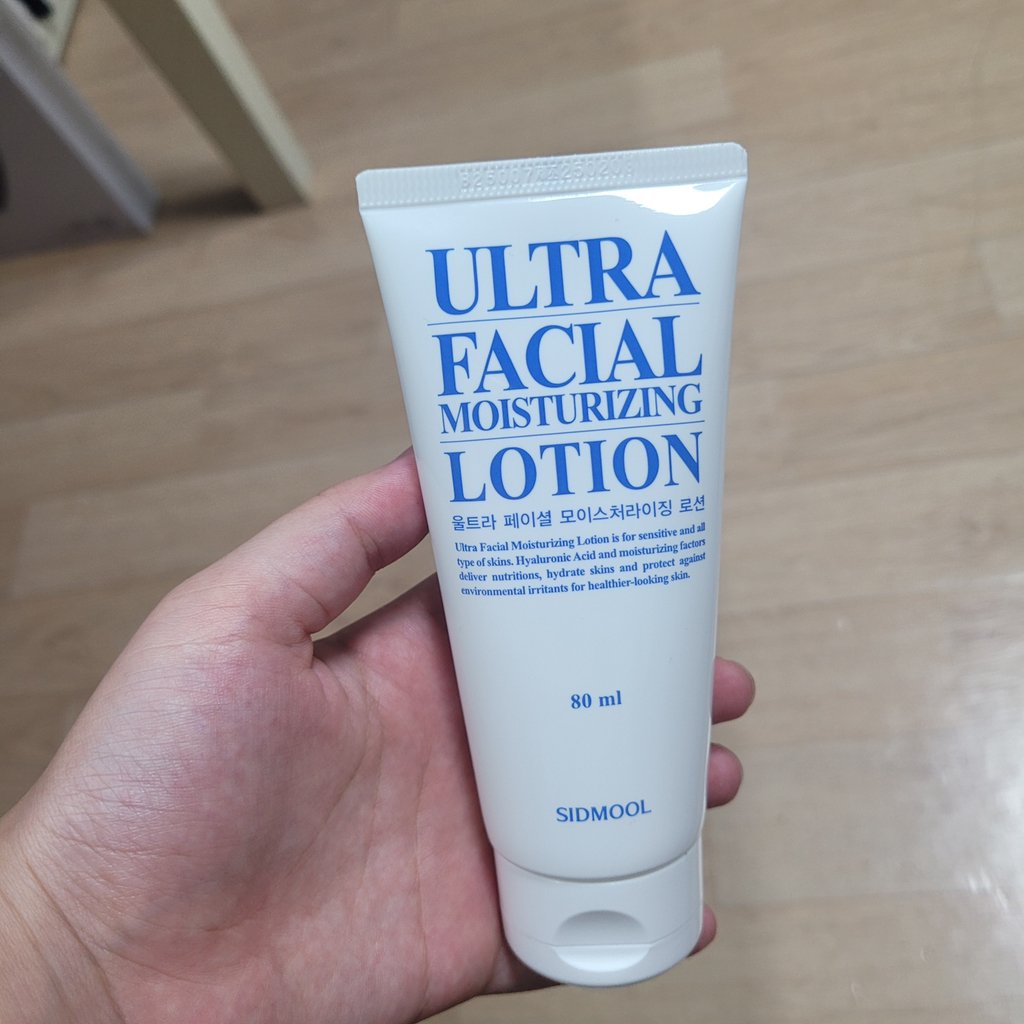 ULTRA
FACIAL
MOISTURIZING
LOTION
울트라 페이셜 모이스처라이징 로션
Ultra Facial Moisturizing Lotion is for sensitive and all
type of skins. Hyaluronic Acid and moisturizing factors
deliver nutritions, hydrate skins and protect against
environmental irritants for healthier-looking skin.
80 ml
SIDMOOL